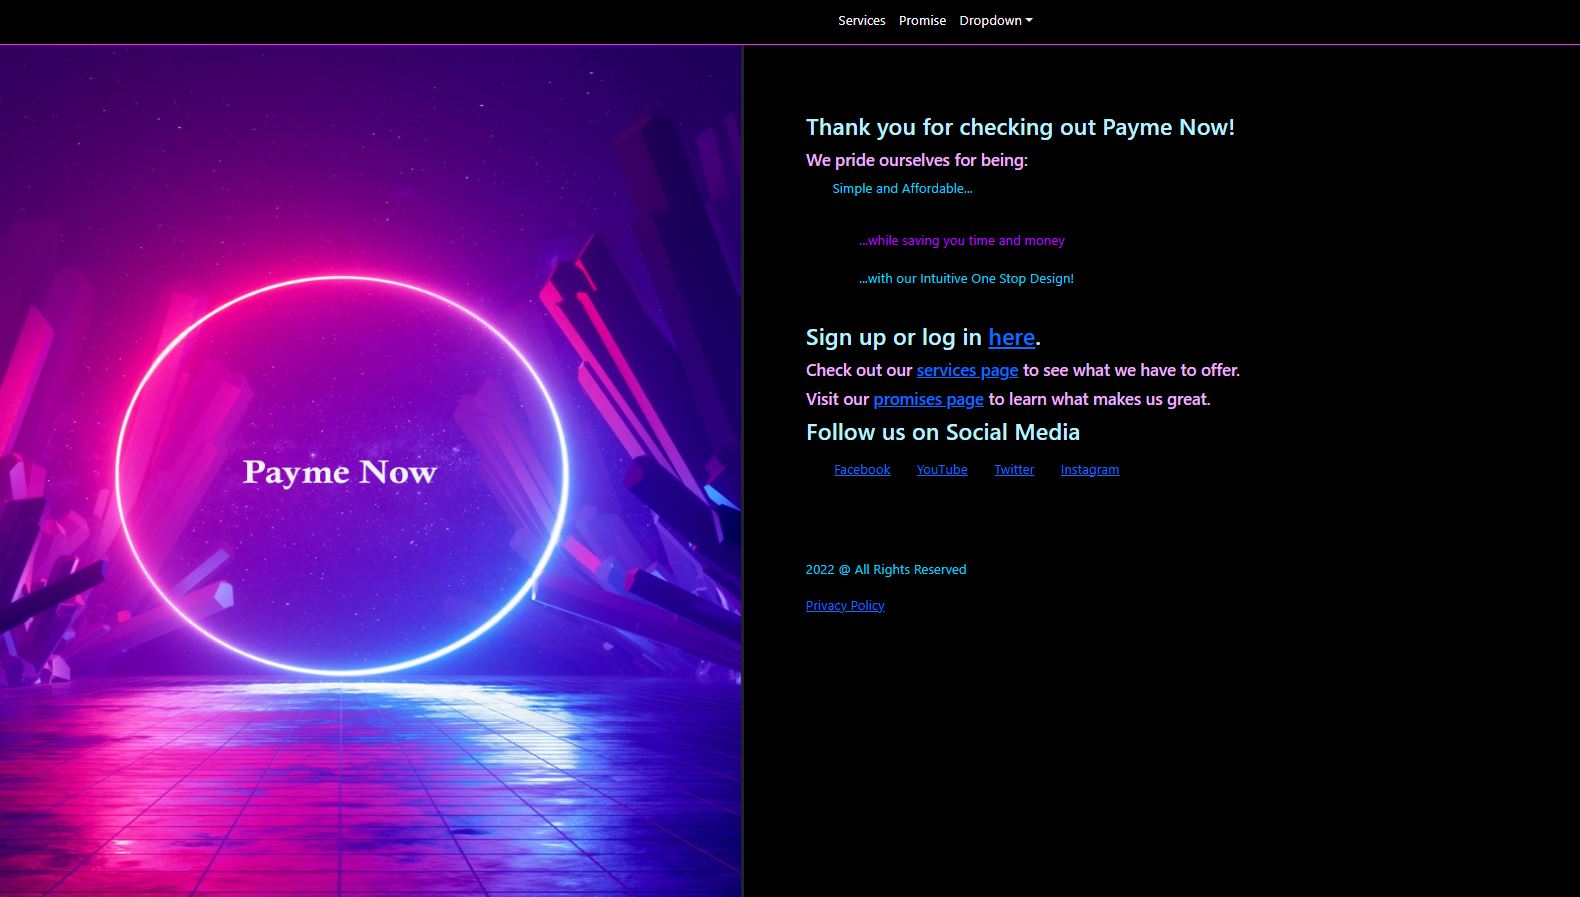 Services Promise Dropdown
Thank you for checking out Payme Now!
We pride ourselves for being:
Simple and Affordable...
...while saving you time and money
...with our Intuitive One Stop Design!
Payme Now
Sign up or log in here.
Check out our services page to see what we have to offer.
Visit our promises page to learn what makes us great.
Follow us on Social Media
Facebook YouTube Twitter Instagram
2022 @ All Rights Reserved
Privacy Policy